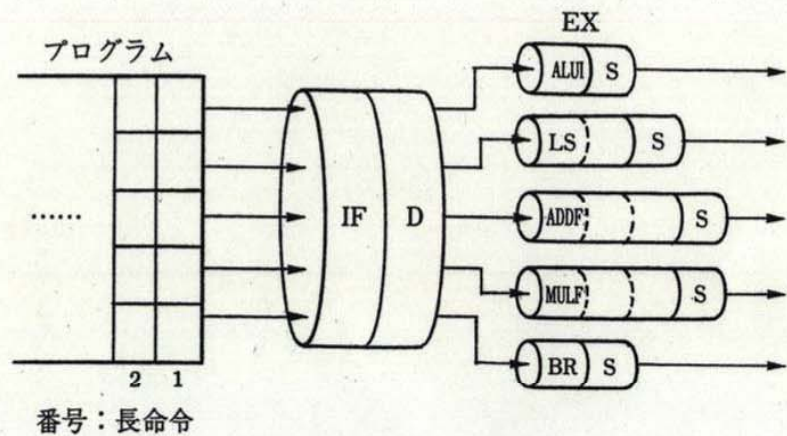 プログラム
EX
ALUI S
LS S
…… IF D ADDF S
MULF S
BR S
2 1
番号：長命令